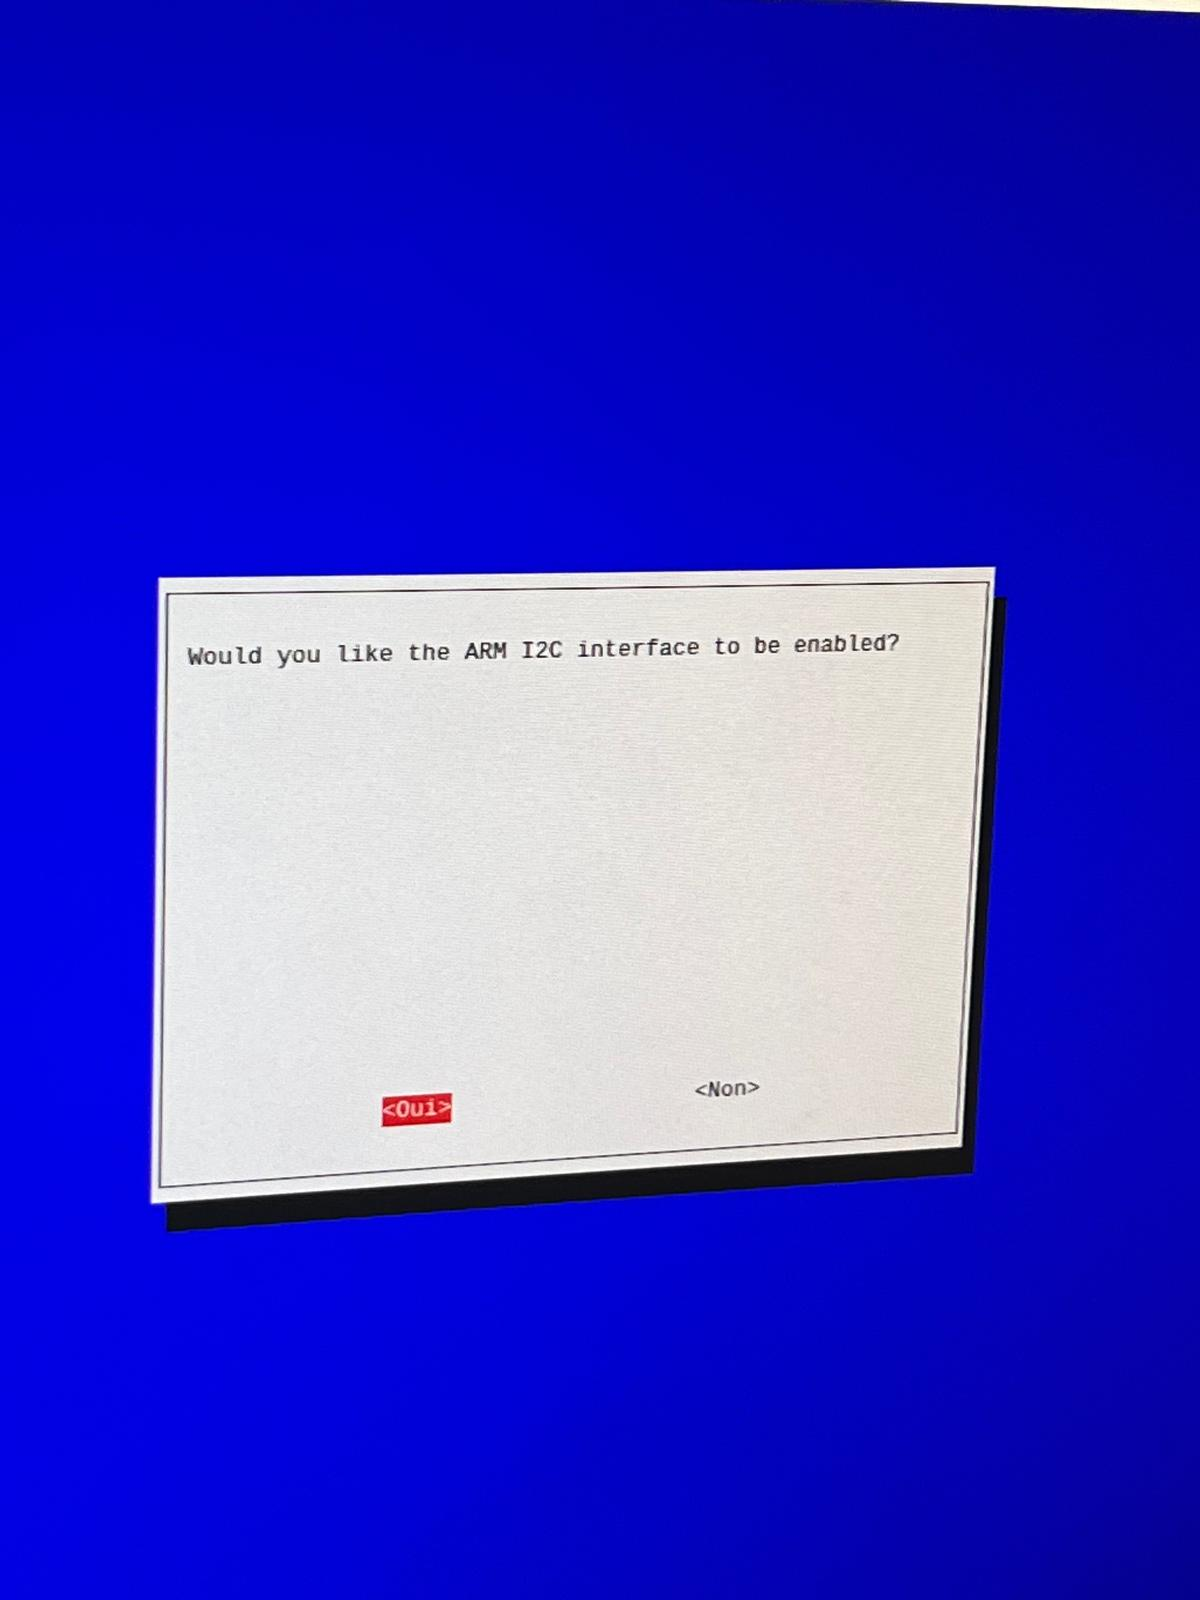 Would you like the ARM I2C interface to be enabled?
<Oui> <Non>